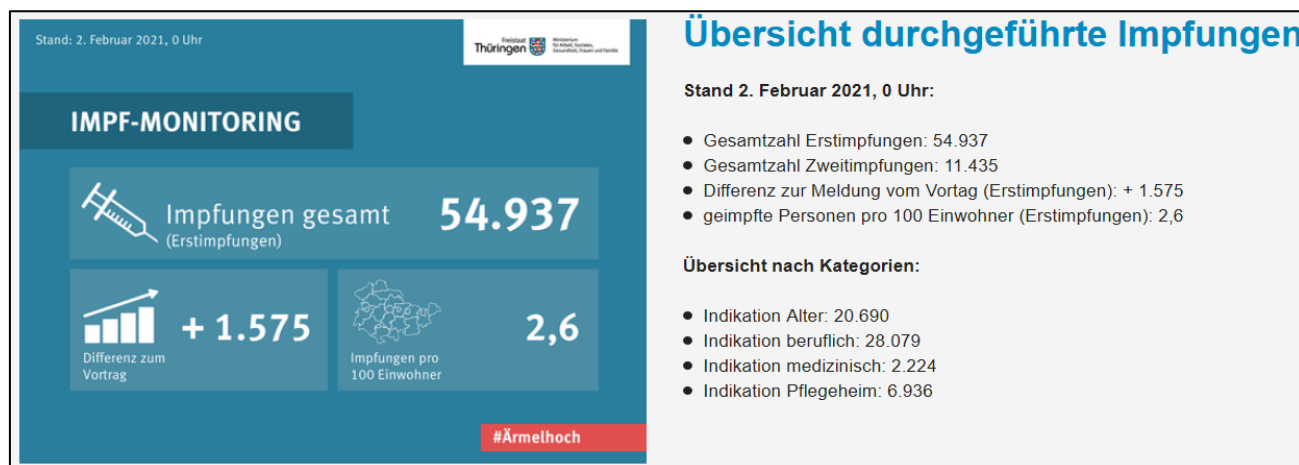 Stand: 2. Februar 2021, 0 Uhr
Freistaat
Thüringen
Ministerium
für Arbeit, Soziales,
Gesundheit, Frauen und Familie
IMPF-MONITORING
Impfungen gesamt
(Erstimpfungen)
54.937
+ 1.575
Differenz zum
Vortrag
2,6
Impfungen pro
100 Einwohner
#Ärmelhoch
Übersicht durchgeführte Impfungen
Stand 2. Februar 2021, 0 Uhr:
● Gesamtzahl Erstimpfungen: 54.937
● Gesamtzahl Zweitimpfungen: 11.435
● Differenz zur Meldung vom Vortag (Erstimpfungen): + 1.575
● geimpfte Personen pro 100 Einwohner (Erstimpfungen): 2,6
Übersicht nach Kategorien:
● Indikation Alter: 20.690
● Indikation beruflich: 28.079
● Indikation medizinisch: 2.224
● Indikation Pflegeheim: 6.936